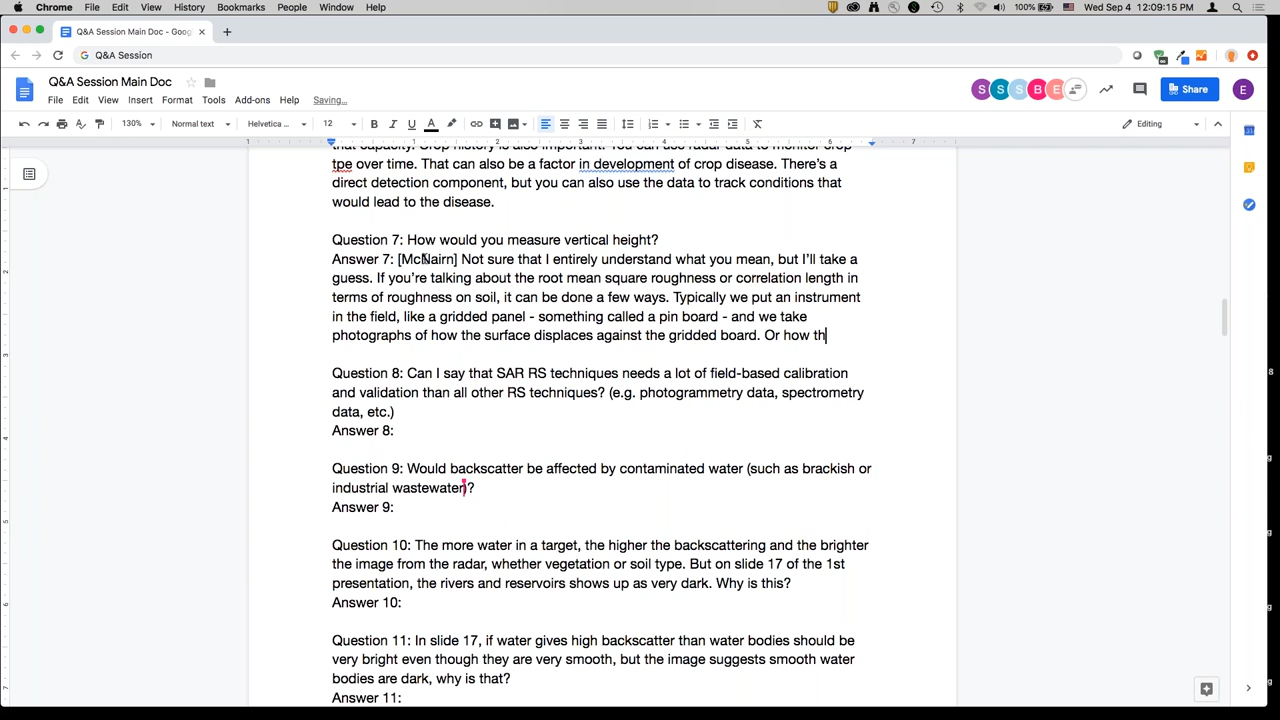 Chrome File Edit View History Bookmarks People Window Help 100% Wed Sep 4 12:09:15 PM
Q&A Session Main Doc - Goog
Q&A Session
Q&A Session Main Doc
S S S B E
Share
E
File Edit View Insert Format Tools Add-ons Help Saving...
130% Normal text Helvetica ... 12 B I U A Editing
1 1 2 3 4 5 6 7
tpe over time. That can also be a factor in development of crop disease. There's a
direct detection component, but you can also use the data to track conditions that
would lead to the disease.
Question 7: How would you measure vertical height?
Answer 7: [McNairn] Not sure that I entirely understand what you mean, but I'll take a
guess. If you're talking about the root mean square roughness or correlation length in
terms of roughness on soil, it can be done a few ways. Typically we put an instrument
in the field, like a gridded panel - something called a pin board - and we take
photographs of how the surface displaces against the gridded board. Or how th
Question 8: Can I say that SAR RS techniques needs a lot of field-based calibration
and validation than all other RS techniques? (e.g. photogrammetry data, spectrometry
data, etc.)
Answer 8:
Question 9: Would backscatter be affected by contaminated water (such as brackish or
industrial wastewater)?
Answer 9:
Question 10: The more water in a target, the higher the backscattering and the brighter
the image from the radar, whether vegetation or soil type. But on slide 17 of the 1st
presentation, the rivers and reservoirs shows up as very dark. Why is this?
Answer 10:
Question 11: In slide 17, if water gives high backscatter than water bodies should be
very bright even though they are very smooth, but the image suggests smooth water
bodies are dark, why is that?
Answer 11: